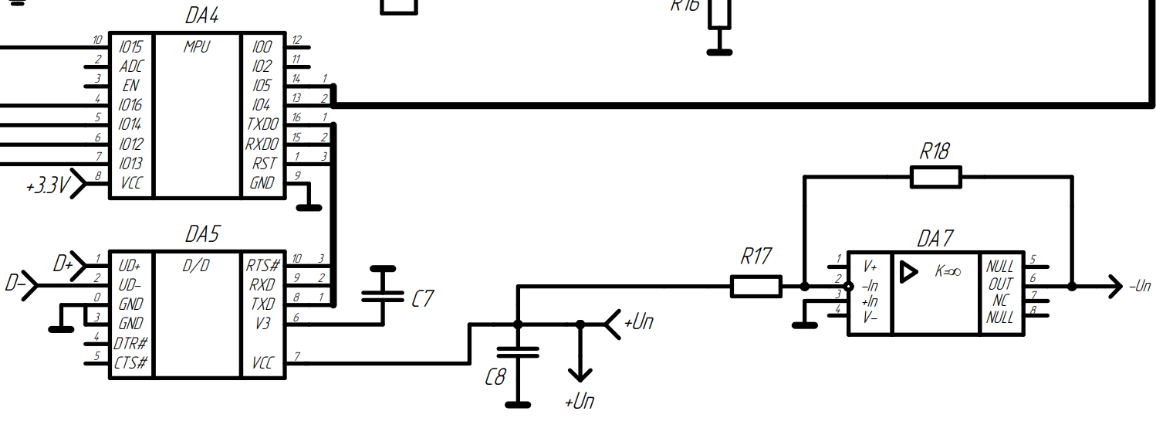 DA4
R16
10 IO15 MPU IO0 12
2 ADC IO2 11
3 EN IO5 14 1
4 IO16 IO4 13 2
5 IO14 TXD0 16 1
6 IO12 RXD0 15 2
7 IO13 RST 1 3
+3.3V 8 VCC GND 9
R18
DA5
D+ 1 UD+ D/D RTS# 10 3
D- 2 UD- RXD 9 2
0 GND TXD 8 1
3 GND V3 6
4 DTR#
5 CTS# VCC 7
C7
+Un
C8
+Un
R17
DA7
1 V+ K=∞ NULL 5
2 -In OUT 6
3 +In NC 7
4 V- NULL 8
-Un